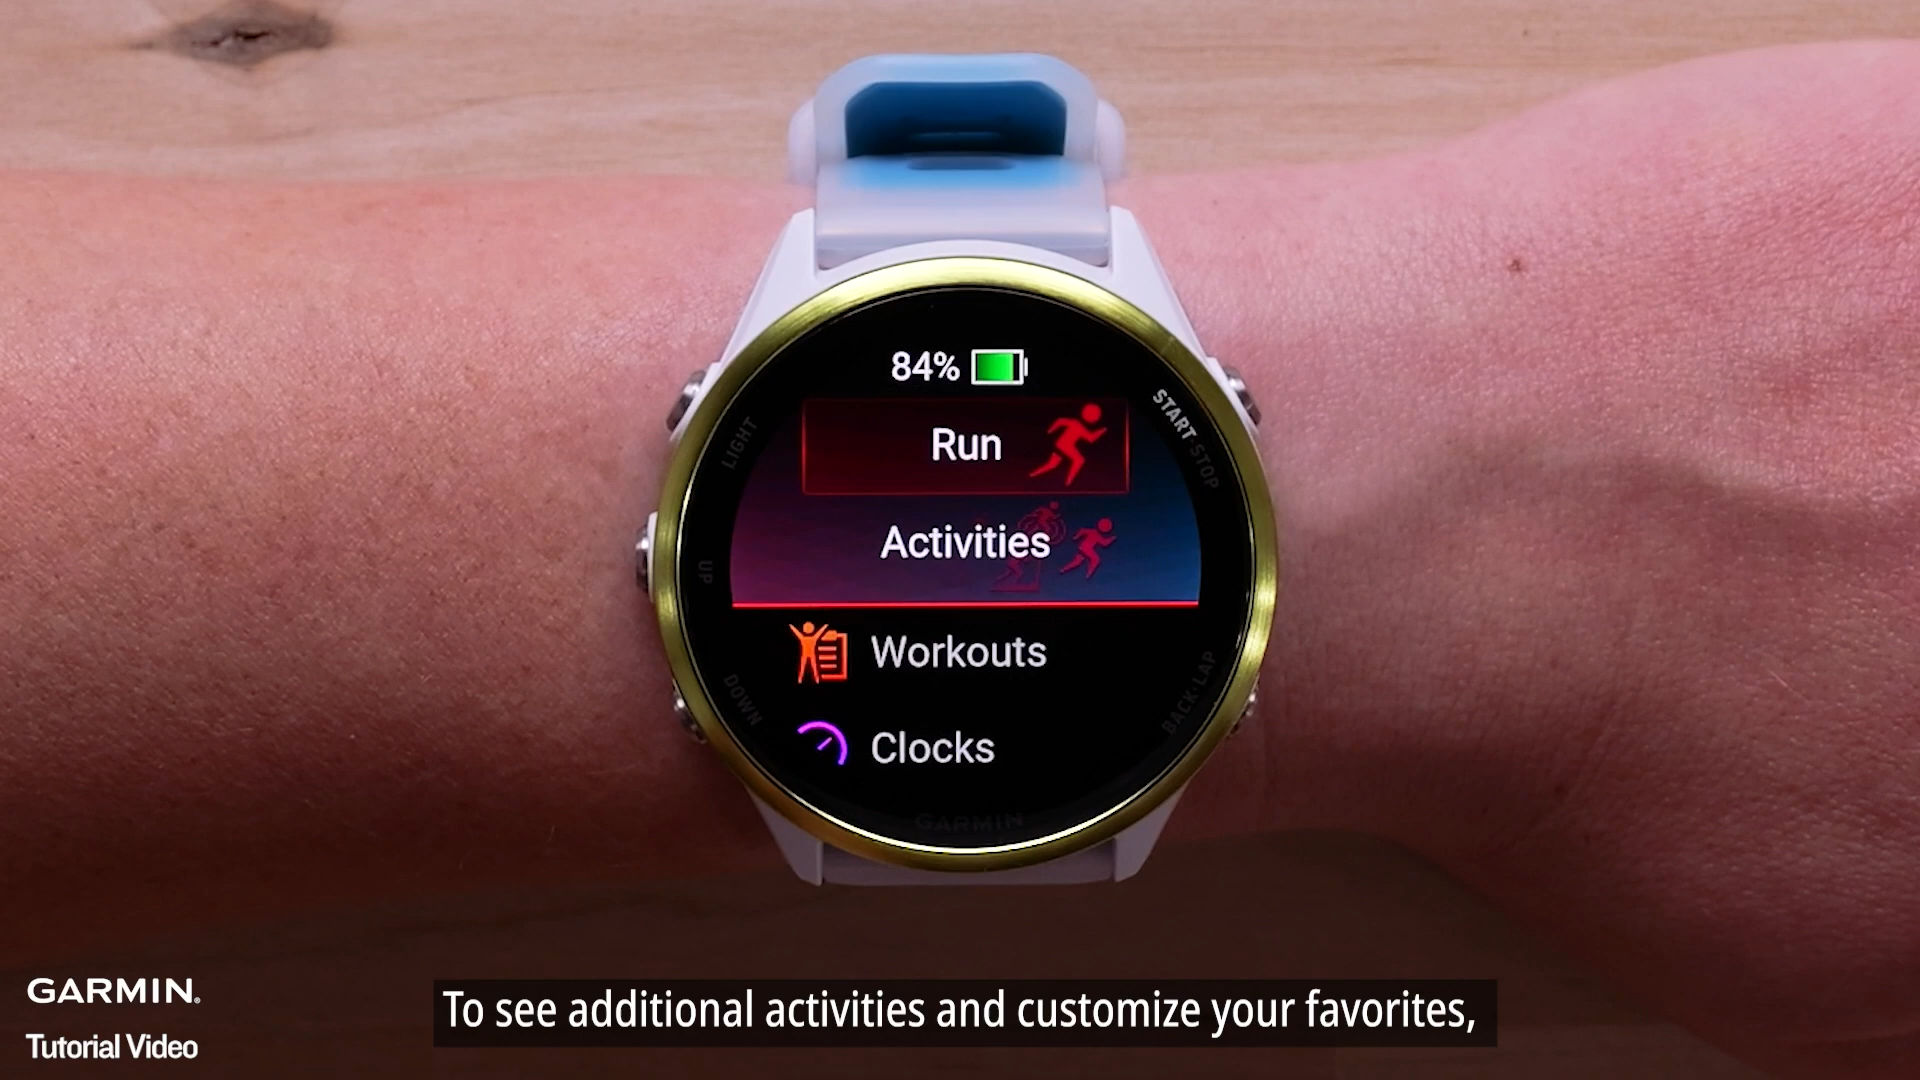 84%
Run
Activities
Workouts
Clocks
LIGHT
UP
DOWN
START·STOP
BACK·LAP
GARMIN
GARMIN.
Tutorial Video
To see additional activities and customize your favorites,